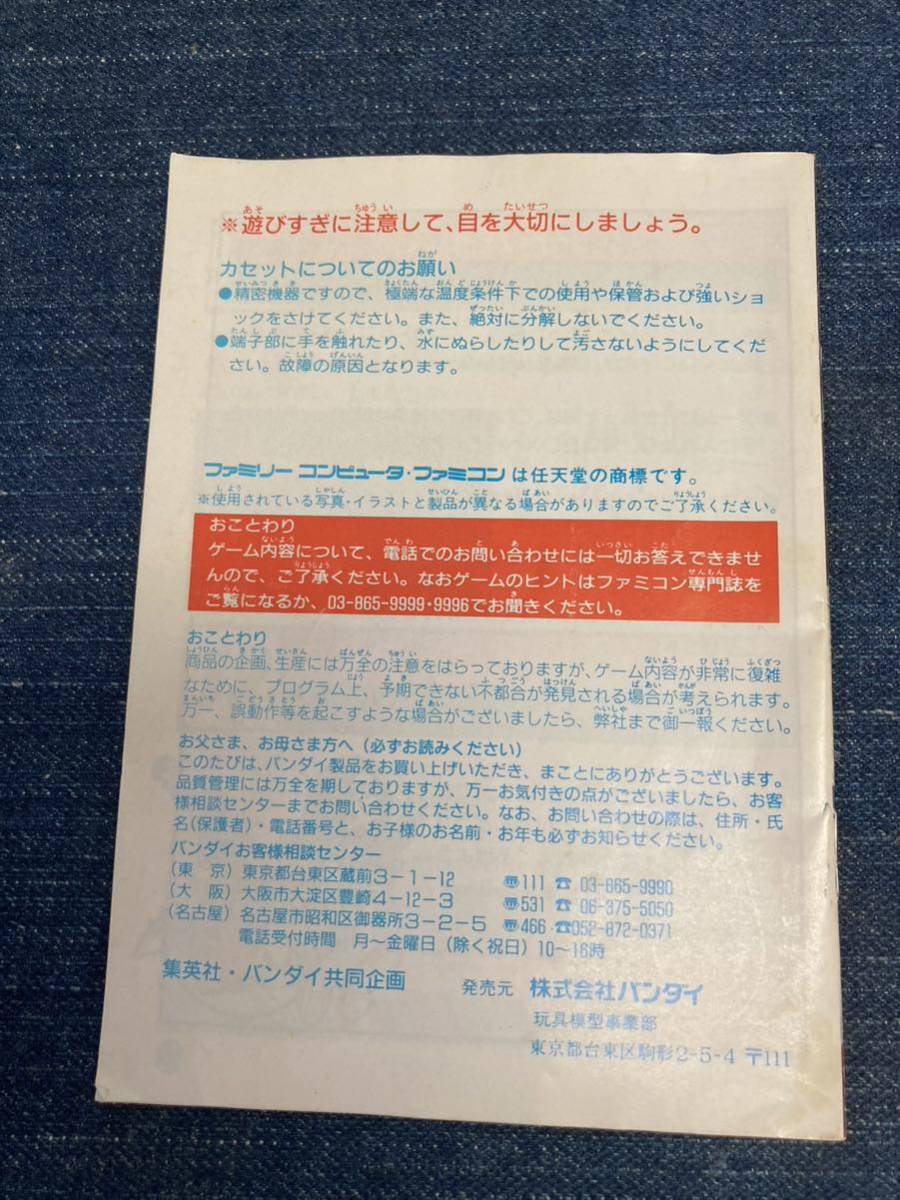 ※遊びすぎに注意して、目を大切にしましょう。
カセットについてのお願い
●精密機器ですので、極端な温度条件下での使用や保管および強いショ
ックをさけてください。また、絶対に分解しないでください。
●端子部に手を触れたり、水にぬらしたりして汚さないようにしてくだ
さい。故障の原因となります。
ファミリーコンピュータ・ファミコンは任天堂の商標です。
※使用されている写真・イラストと製品が異なる場合がありますのでご了承ください。
おことわり
ゲーム内容について、電話でのお問い合わせには一切お答えできませ
んので、ご了承ください。なおゲームのヒントはファミコン専門誌を
ご覧になるか、03-865-9999・9996でお聞きください。
おことわり
商品の企画、生産には万全の注意をはらっておりますが、ゲーム内容が非常に復雑
なために、プログラム上、予期できない不都合が発見される場合が考えられます。
万一、誤動作等を起こすような場合がございましたら、弊社まで御一報ください。
お父さま、お母さま方へ（必ずお読みください）
このたびは、バンダイ製品をお買い上げいただき、まことにありがとうございます。
品質管理には万全を期しておりますが、万一お気付きの点がございましたら、お客
様相談センターまでお問い合わせください。なお、お問い合わせの際は、住所・氏
名(保護者)・電話番号と、お子様のお名前・お年も必ずお知らせください。
バンダイお客様相談センター
(東　京) 東京都台東区蔵前3-1-12 〠111 ☎ 03-865-9990
(大　阪) 大阪市大淀区豊崎4-12-3 〠531 ☎ 06-375-5050
(名古屋) 名古屋市昭和区御器所3-2-5 〠466 ☎052-872-0371
電話受付時間　月〜金曜日（除く祝日）10〜16時
集英社・バンダイ共同企画 発売元 株式会社バンダイ
玩具模型事業部
東京都台東区駒形2-5-4 〒111